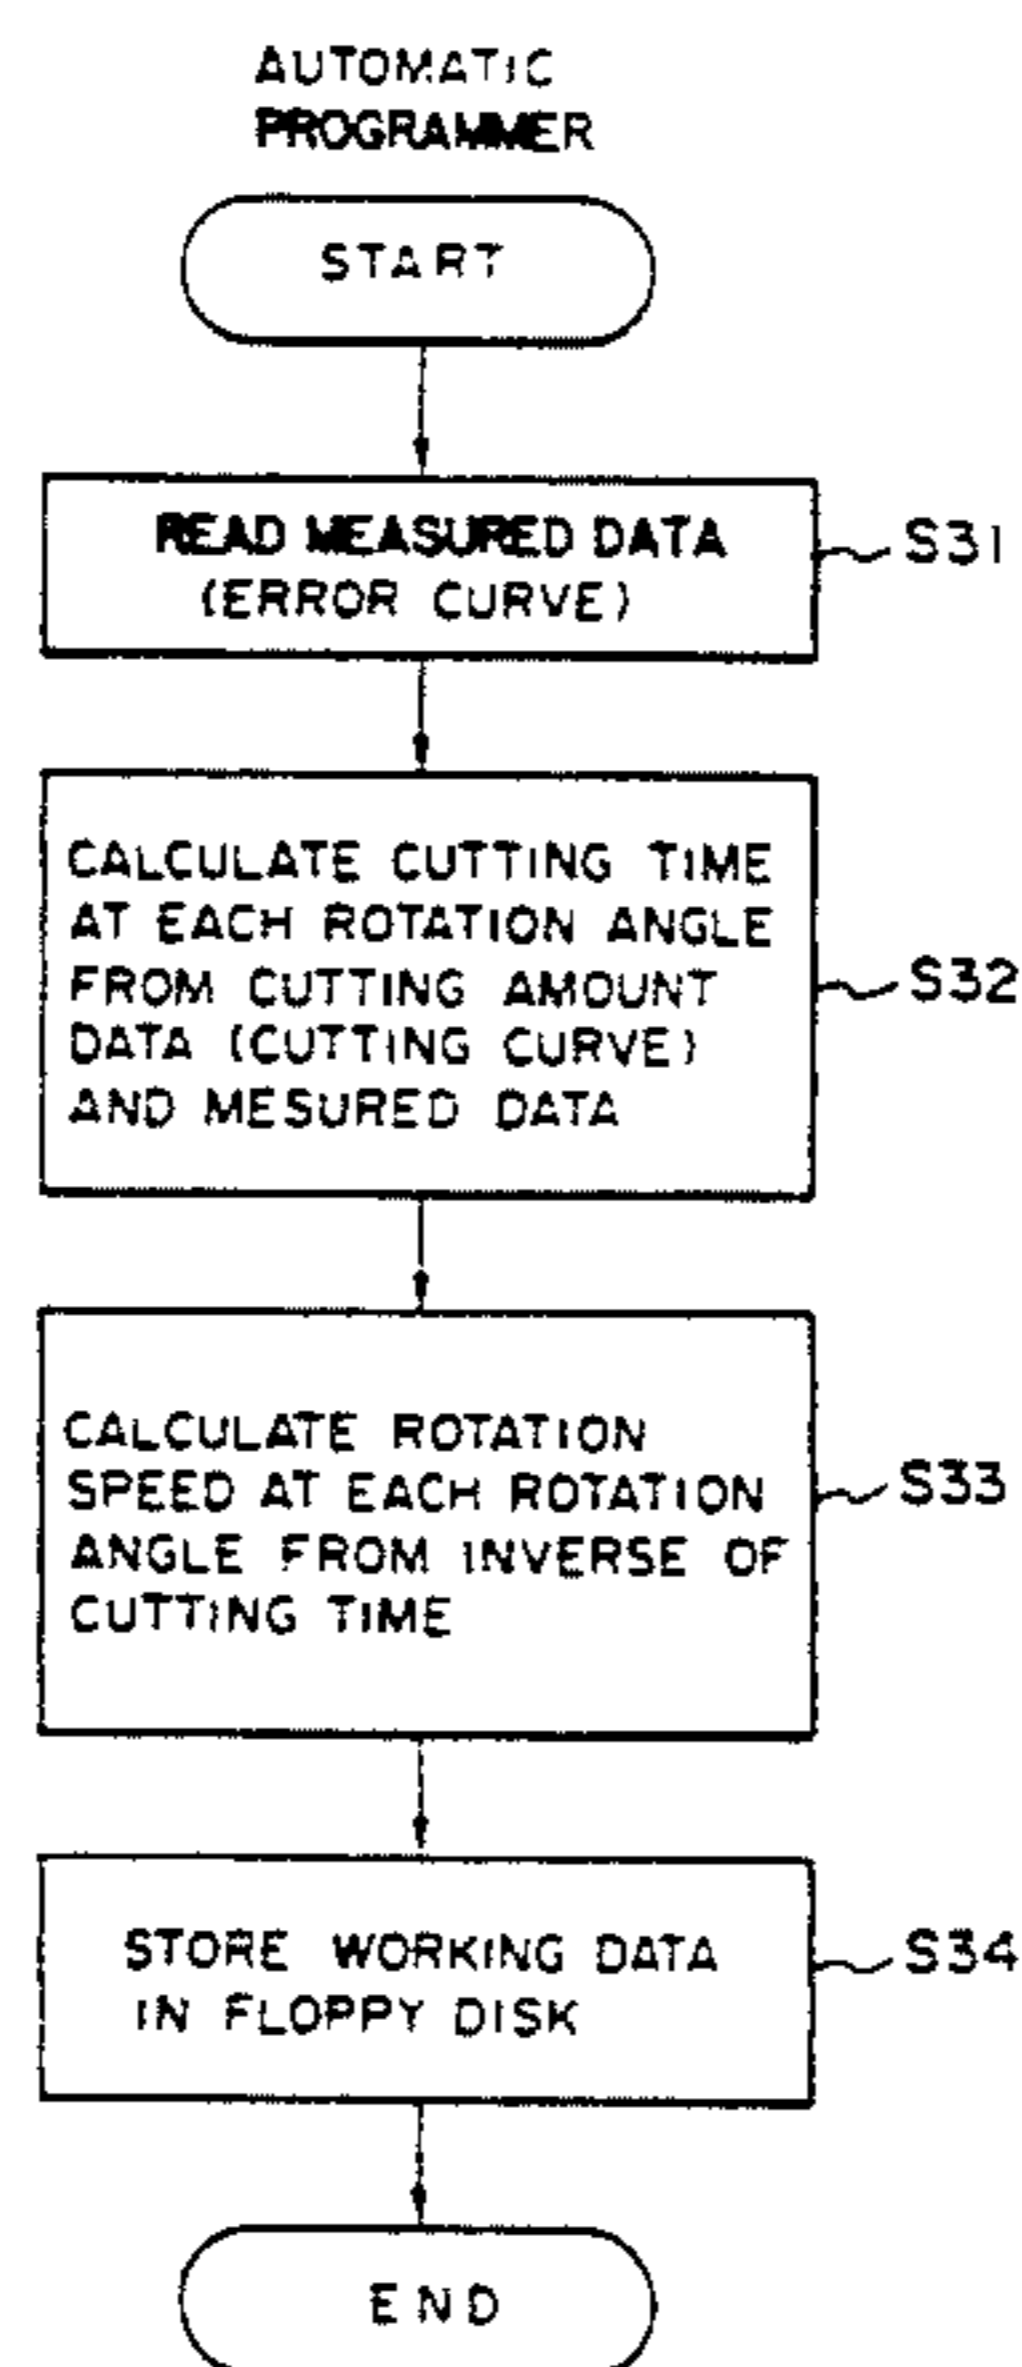 AUTOMATIC
PROGRAMMER
START
READ MEASURED DATA
(ERROR CURVE)
S31
CALCULATE CUTTING TIME
AT EACH ROTATION ANGLE
FROM CUTTING AMOUNT
DATA (CUTTING CURVE)
AND MESURED DATA
S32
CALCULATE ROTATION
SPEED AT EACH ROTATION
ANGLE FROM INVERSE OF
CUTTING TIME
S33
STORE WORKING DATA
IN FLOPPY DISK
S34
END